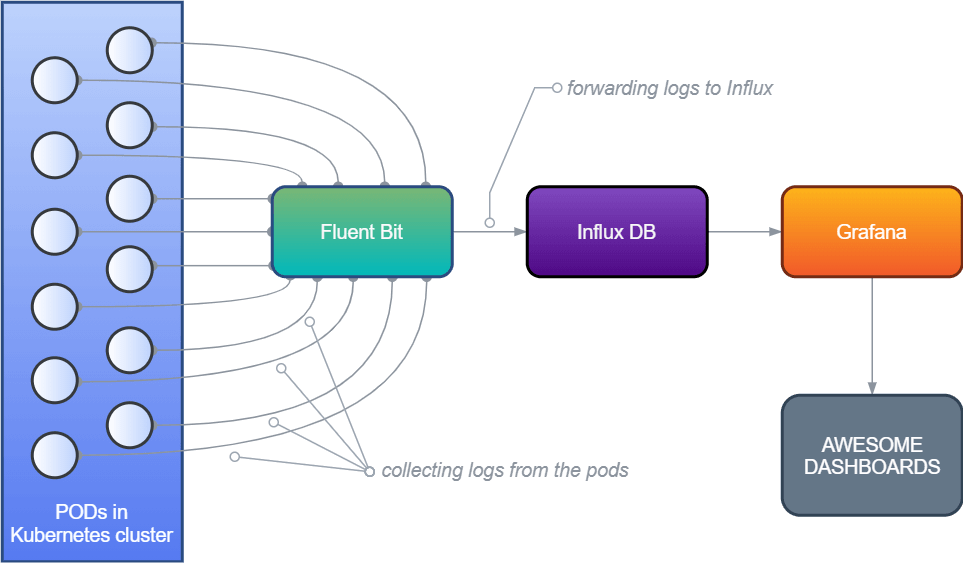 forwarding logs to Influx
Fluent Bit
Influx DB
Grafana
AWESOME
DASHBOARDS
collecting logs from the pods
PODs in
Kubernetes cluster